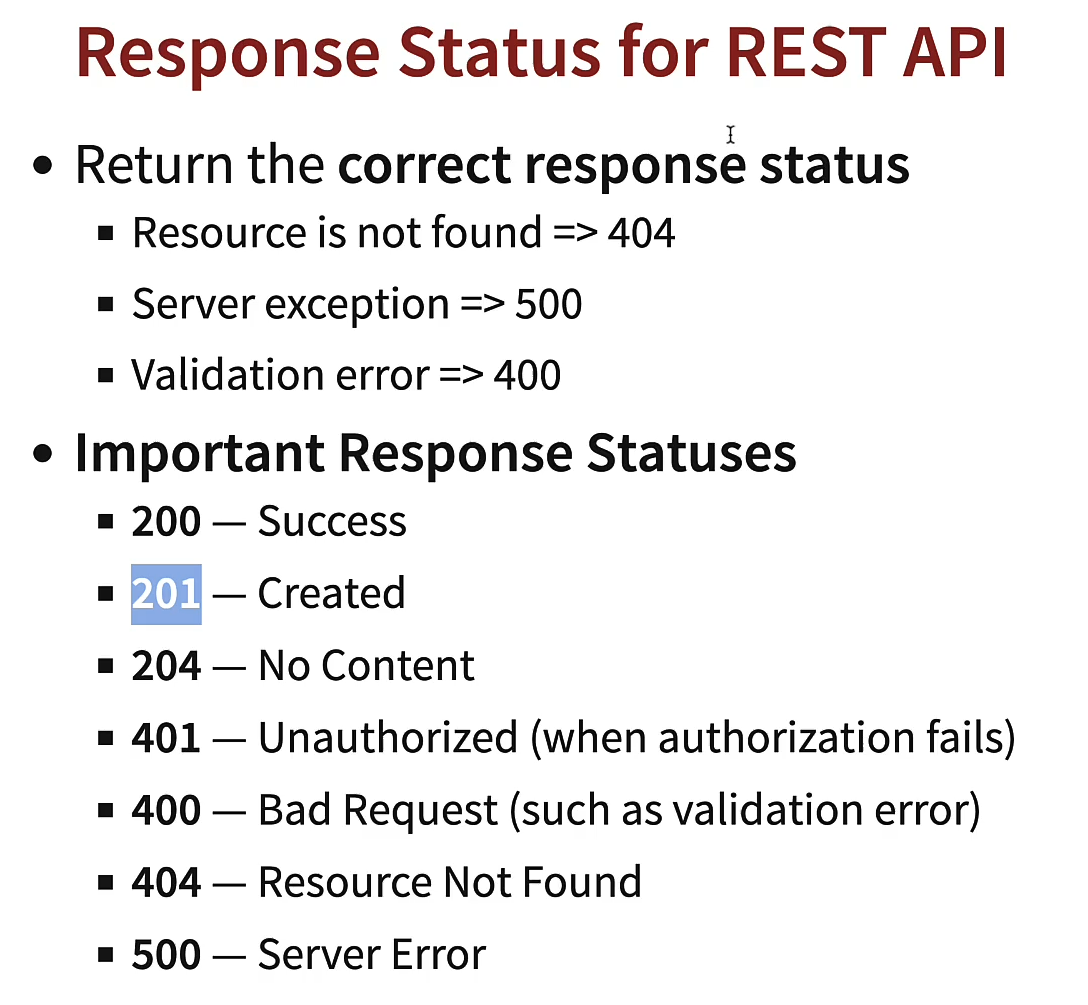 Response Status for REST API
• Return the correct response status
▪ Resource is not found => 404
▪ Server exception => 500
▪ Validation error => 400
• Important Response Statuses
▪ 200 — Success
▪ 201 — Created
▪ 204 — No Content
▪ 401 — Unauthorized (when authorization fails)
▪ 400 — Bad Request (such as validation error)
▪ 404 — Resource Not Found
▪ 500 — Server Error